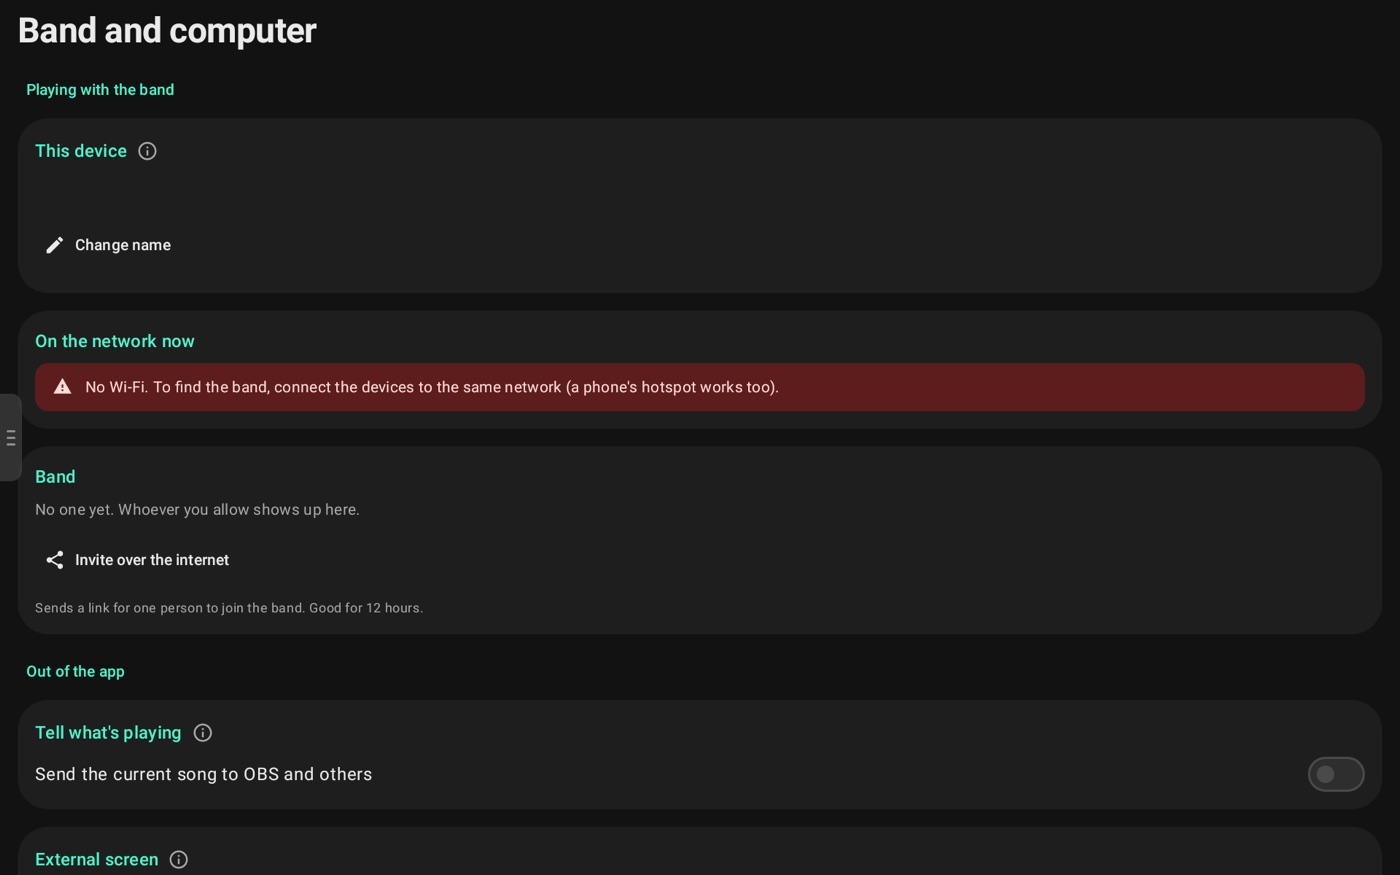 Band and computer
Playing with the band
This device
Change name
On the network now
No Wi-Fi. To find the band, connect the devices to the same network (a phone's hotspot works too).
Band
No one yet. Whoever you allow shows up here.
Invite over the internet
Sends a link for one person to join the band. Good for 12 hours.
Out of the app
Tell what's playing
Send the current song to OBS and others
External screen